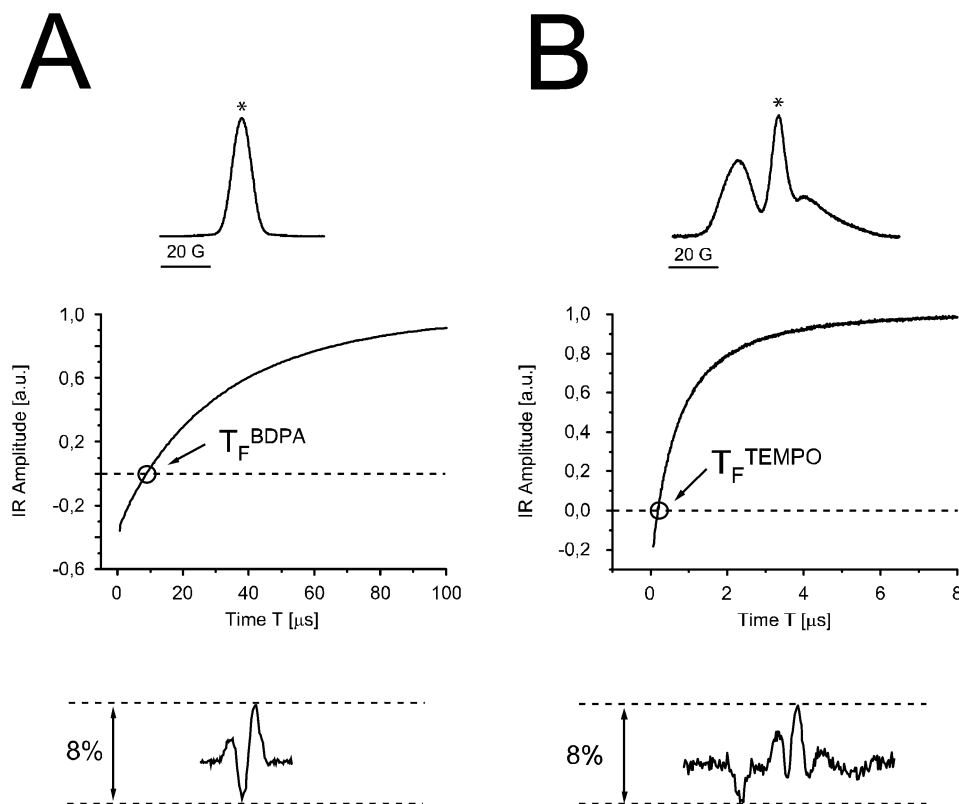 A
*
20 G
IR Amplitude [a.u.]
1,0
0,6
0,2
-0,2
-0,6
T_F^BDPA
0 20 40 60 80 100
Time T [μs]
8%
B
*
20 G
IR Amplitude [a.u.]
1,0
0,8
0,6
0,4
0,2
0,0
-0,2
T_F^TEMPO
0 2 4 6 8
Time T [μs]
8%